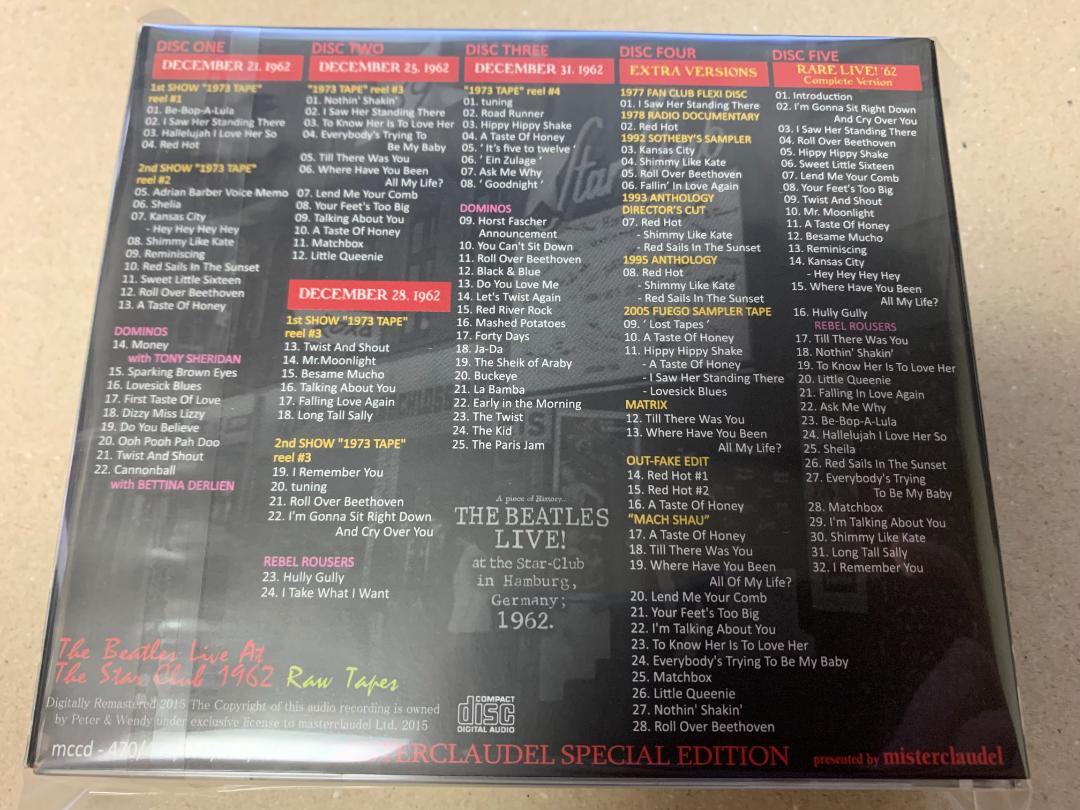 DISC ONE
DECEMBER 21. 1962
1st SHOW "1973 TAPE"
reel #1
01. Be-Bop-A-Lula
02. I Saw Her Standing There
03. Hallelujah I Love Her So
04. Red Hot
2nd SHOW "1973 TAPE"
reel #2
05. Adrian Barber Voice Memo
06. Shelia
07. Kansas City
- Hey Hey Hey Hey
08. Shimmy Like Kate
09. Reminiscing
10. Red Sails In The Sunset
11. Sweet Little Sixteen
12. Roll Over Beethoven
13. A Taste Of Honey
DOMINOS
14. Money
with TONY SHERIDAN
15. Sparking Brown Eyes
16. Lovesick Blues
17. First Taste Of Love
18. Dizzy Miss Lizzy
19. Do You Believe
20. Ooh Pooh Pah Doo
21. Twist And Shout
22. Cannonball
with BETTINA DERLIEN
DISC TWO
DECEMBER 25. 1962
"1973 TAPE" reel #3
01. Nothin' Shakin'
02. I Saw Her Standing There
03. To Know Her Is To Love Her
04. Everybody's Trying To
Be My Baby
05. Till There Was You
06. Where Have You Been
All My Life?
07. Lend Me Your Comb
08. Your Feet's Too Big
09. Talking About You
10. A Taste Of Honey
11. Matchbox
12. Little Queenie
DECEMBER 28. 1962
1st SHOW "1973 TAPE"
reel #3
13. Twist And Shout
14. Mr.Moonlight
15. Besame Mucho
16. Talking About You
17. Falling Love Again
18. Long Tall Sally
2nd SHOW "1973 TAPE"
reel #3
19. I Remember You
20. tuning
21. Roll Over Beethoven
22. I'm Gonna Sit Right Down
And Cry Over You
REBEL ROUSERS
23. Hully Gully
24. I Take What I Want
DISC THREE
DECEMBER 31. 1962
"1973 TAPE" reel #4
01. tuning
02. Road Runner
03. Hippy Hippy Shake
04. A Taste Of Honey
05. ' It's five to twelve '
06. ' Ein Zulage '
07. Ask Me Why
08. ' Goodnight '
DOMINOS
09. Horst Fascher
Announcement
10. You Can't Sit Down
11. Roll Over Beethoven
12. Black & Blue
13. Do You Love Me
14. Let's Twist Again
15. Red River Rock
16. Mashed Potatoes
17. Forty Days
18. Ja-Da
19. The Sheik of Araby
20. Buckeye
21. La Bamba
22. Early in the Morning
23. The Twist
24. The Kid
25. The Paris Jam
A piece of History...
THE BEATLES
LIVE!
at the Star-Club
in Hamburg,
Germany;
1962.
DISC FOUR
EXTRA VERSIONS
1977 FAN CLUB FLEXI DISC
01. I Saw Her Standing There
1978 RADIO DOCUMENTARY
02. Red Hot
1992 SOTHEBY'S SAMPLER
03. Kansas City
04. Shimmy Like Kate
05. Roll Over Beethoven
06. Fallin' In Love Again
1993 ANTHOLOGY
DIRECTOR'S CUT
07. Red Hot
- Shimmy Like Kate
- Red Sails In The Sunset
1995 ANTHOLOGY
08. Red Hot
- Shimmy Like Kate
- Red Sails In The Sunset
2005 FUEGO SAMPLER TAPE
09. ' Lost Tapes '
10. A Taste Of Honey
11. Hippy Hippy Shake
- A Taste Of Honey
- I Saw Her Standing There
- Lovesick Blues
MATRIX
12. Till There Was You
13. Where Have You Been
All My Life?
OUT-FAKE EDIT
14. Red Hot #1
15. Red Hot #2
16. A Taste Of Honey
"MACH SHAU"
17. A Taste Of Honey
18. Till There Was You
19. Where Have You Been
All Of My Life?
20. Lend Me Your Comb
21. Your Feet's Too Big
22. I'm Talking About You
23. To Know Her Is To Love Her
24. Everybody's Trying To Be My Baby
25. Matchbox
26. Little Queenie
27. Nothin' Shakin'
28. Roll Over Beethoven
DISC FIVE
RARE LIVE! '62
Complete Version
01. Introduction
02. I'm Gonna Sit Right Down
And Cry Over You
03. I Saw Her Standing There
04. Roll Over Beethoven
05. Hippy Hippy Shake
06. Sweet Little Sixteen
07. Lend Me Your Comb
08. Your Feet's Too Big
09. Twist And Shout
10. Mr. Moonlight
11. A Taste Of Honey
12. Besame Mucho
13. Reminiscing
14. Kansas City
- Hey Hey Hey Hey
15. Where Have You Been
All My Life?
16. Hully Gully
REBEL ROUSERS
17. Till There Was You
18. Nothin' Shakin'
19. To Know Her Is To Love Her
20. Little Queenie
21. Falling In Love Again
22. Ask Me Why
23. Be-Bop-A-Lula
24. Hallelujah I Love Her So
25. Sheila
26. Red Sails In The Sunset
27. Everybody's Trying
To Be My Baby
28. Matchbox
29. I'm Talking About You
30. Shimmy Like Kate
31. Long Tall Sally
32. I Remember You
The Beatles Live At
The Star Club 1962 Raw Tapes
Digitally Remastered 2015 The Copyright of this audio recording is owned
by Peter & Wendy under exclusive license to masterclaudel Ltd. 2015
COMPACT
disc
DIGITAL AUDIO
mccd - 470/
SPECIAL EDITION
presented by misterclaudel